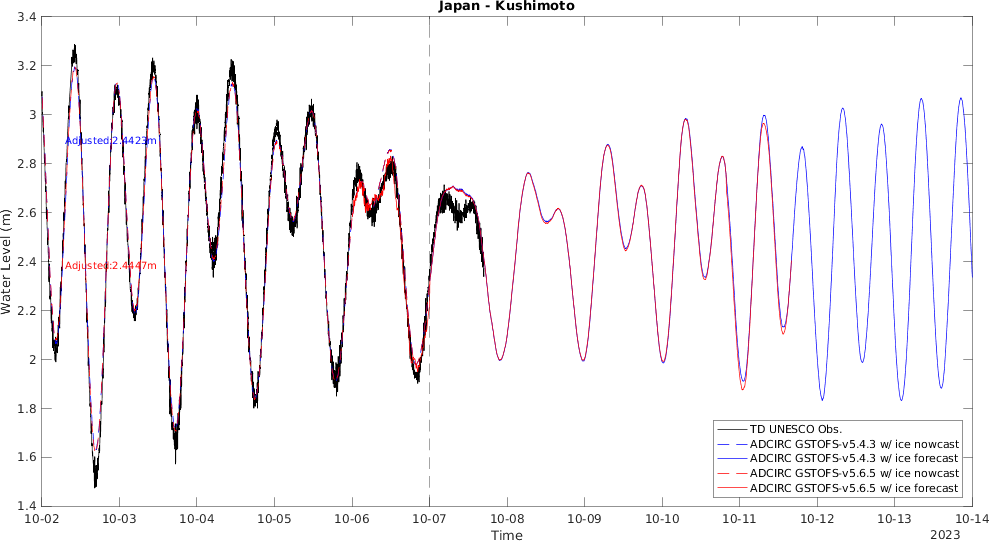 Japan - Kushimoto
3.4
3.2
3
2.8
2.6
2.4
2.2
2
1.8
1.6
1.4
Water Level (m)
Adjusted:2.4423m
Adjusted:2.4447m
TD UNESCO Obs.
ADCIRC GSTOFS-v5.4.3 w/ ice nowcast
ADCIRC GSTOFS-v5.4.3 w/ ice forecast
ADCIRC GSTOFS-v5.6.5 w/ ice nowcast
ADCIRC GSTOFS-v5.6.5 w/ ice forecast
10-02 10-03 10-04 10-05 10-06 10-07 10-08 10-09 10-10 10-11 10-12 10-13 10-14
Time
2023